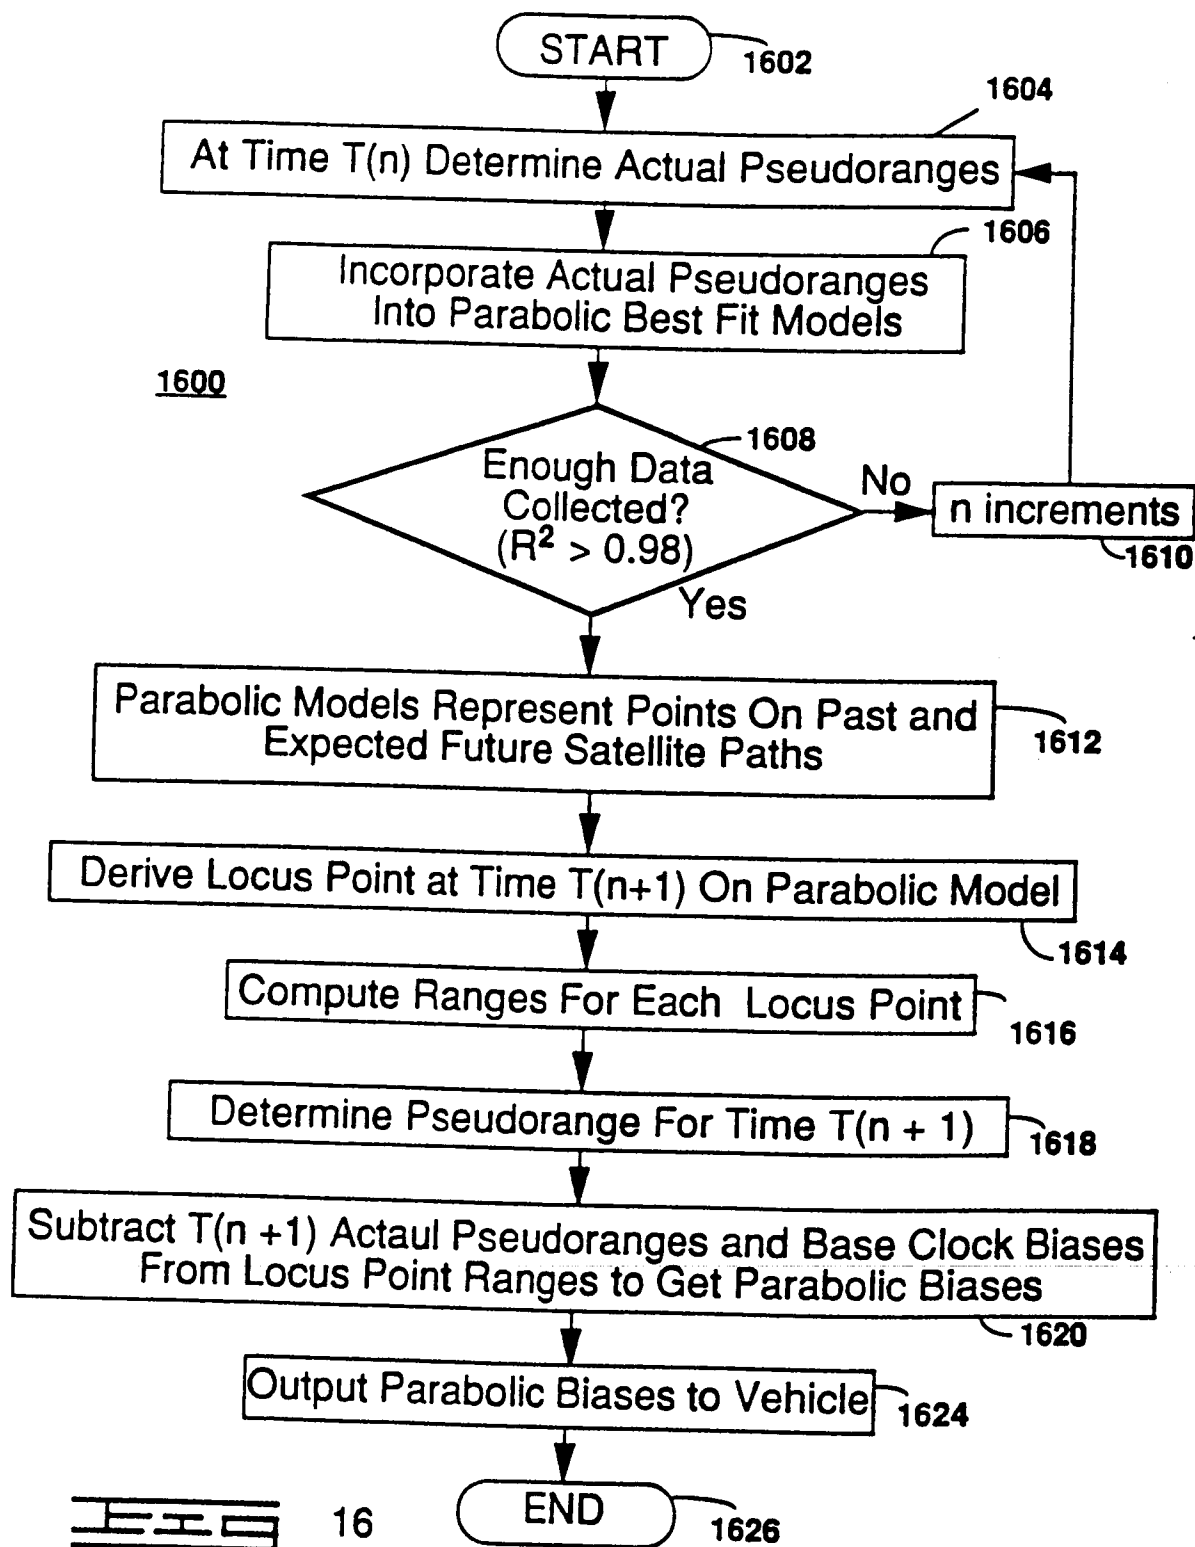 START
1602
1604
At Time T(n) Determine Actual Pseudoranges
1606
Incorporate Actual Pseudoranges
Into Parabolic Best Fit Models
1600
1608
Enough Data
Collected?
(R² > 0.98)
No
n increments
1610
Yes
Parabolic Models Represent Points On Past and
Expected Future Satellite Paths
1612
Derive Locus Point at Time T(n+1) On Parabolic Model
1614
Compute Ranges For Each Locus Point
1616
Determine Pseudorange For Time T(n + 1)
1618
Subtract T(n +1) Actaul Pseudoranges and Base Clock Biases
From Locus Point Ranges to Get Parabolic Biases
1620
Output Parabolic Biases to Vehicle
1624
END
1626
FIG 16